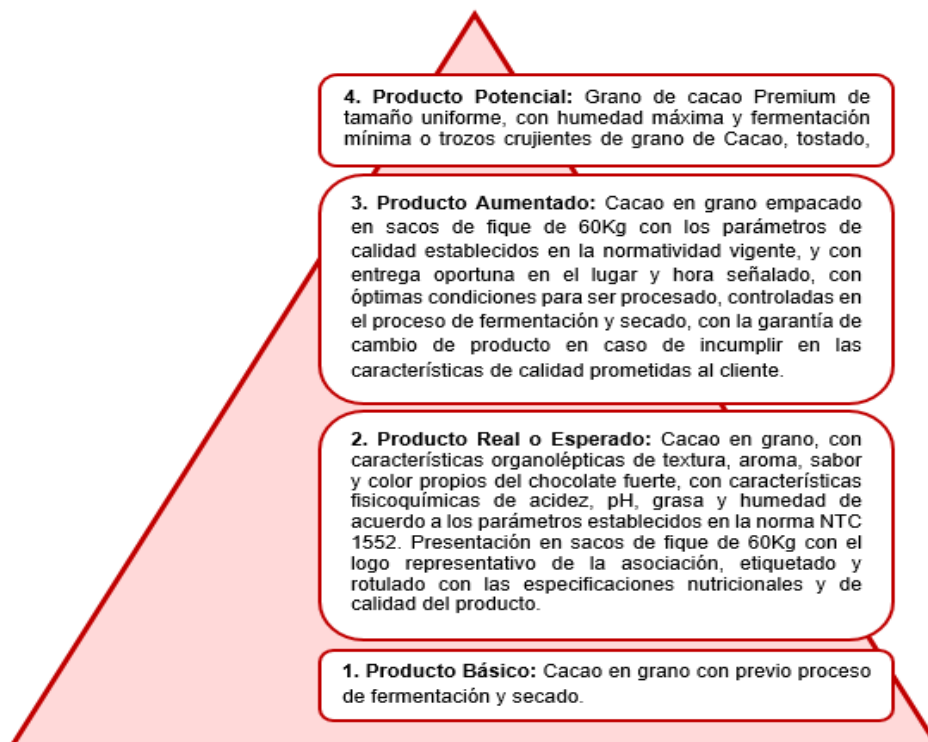 4. Producto Potencial: Grano de cacao Premium de
tamaño uniforme, con humedad máxima y fermentación
mínima o trozos crujientes de grano de Cacao, tostado,
3. Producto Aumentado: Cacao en grano empacado
en sacos de fique de 60Kg con los parámetros de
calidad establecidos en la normatividad vigente, y con
entrega oportuna en el lugar y hora señalado, con
óptimas condiciones para ser procesado, controladas en
el proceso de fermentación y secado, con la garantía de
cambio de producto en caso de incumplir en las
características de calidad prometidas al cliente.
2. Producto Real o Esperado: Cacao en grano, con
características organolépticas de textura, aroma, sabor
y color propios del chocolate fuerte, con características
fisicoquímicas de acidez, pH, grasa y humedad de
acuerdo a los parámetros establecidos en la norma NTC
1552. Presentación en sacos de fique de 60Kg con el
logo representativo de la asociación, etiquetado y
rotulado con las especificaciones nutricionales y de
calidad del producto.
1. Producto Básico: Cacao en grano con previo proceso
de fermentación y secado.